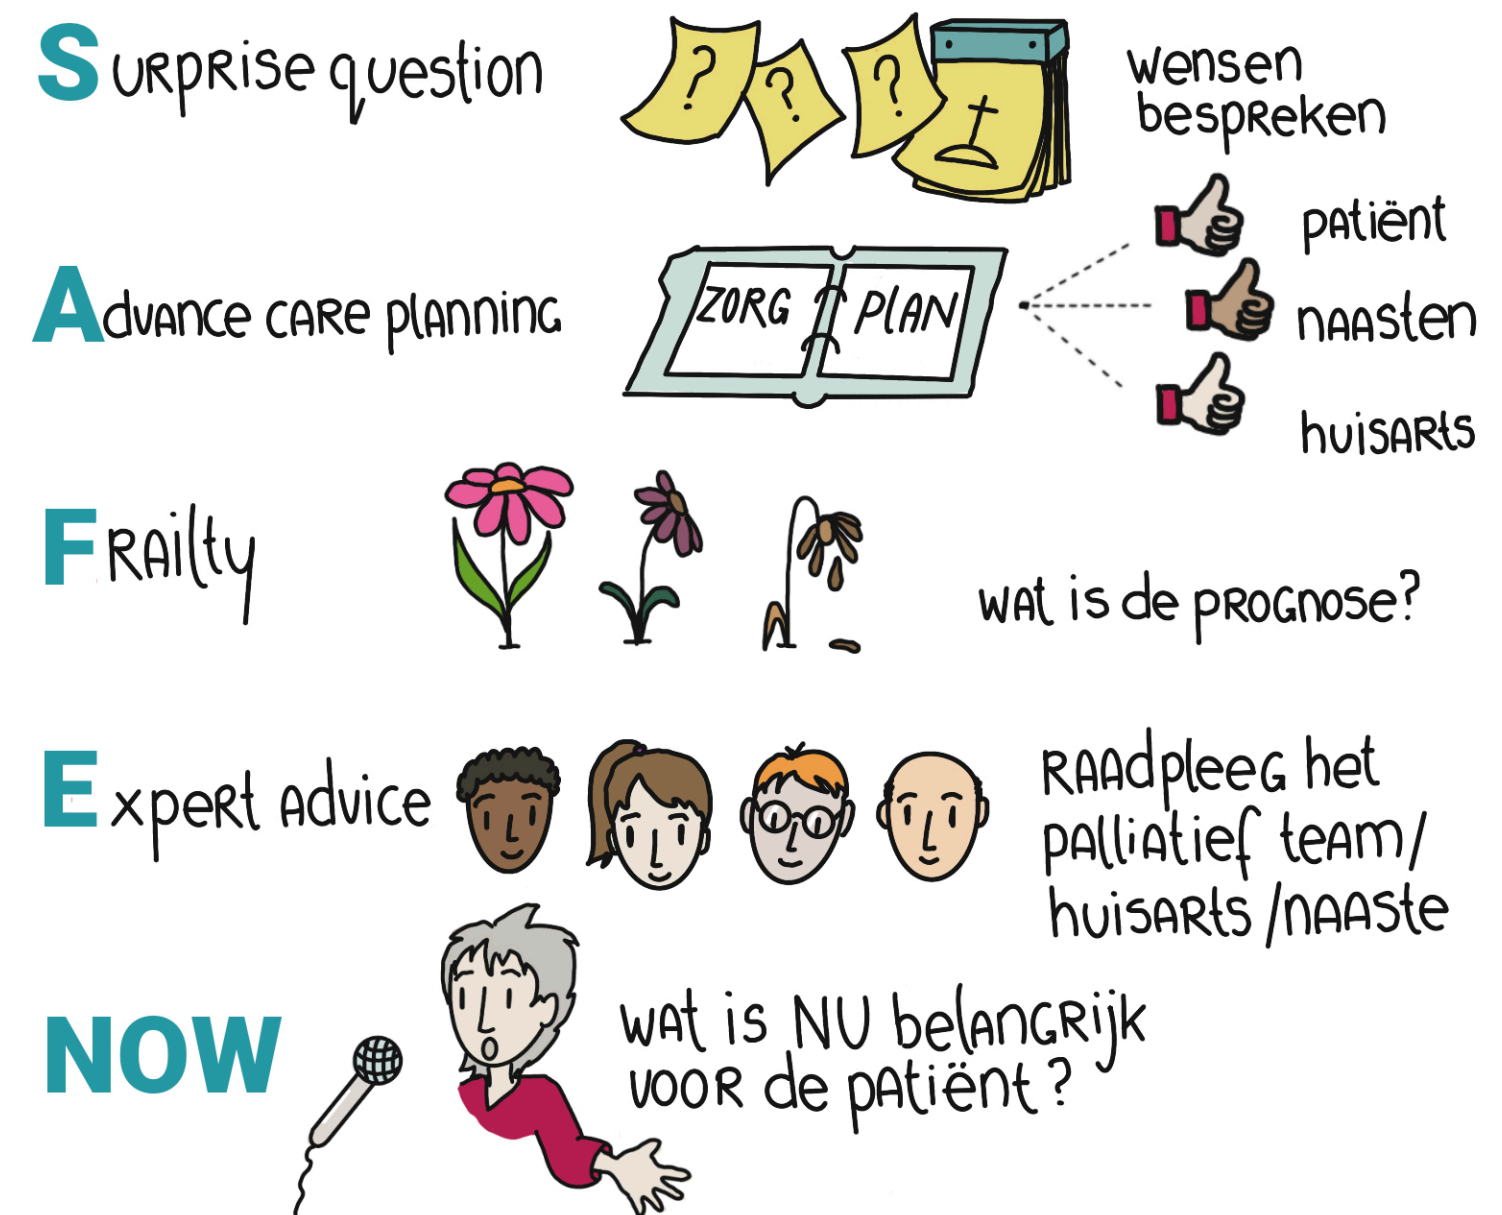 Surprise question
? ? ?
wensen
bespreken
patiënt
Advance care planning
ZORG PLAN
naasten
huisarts
Frailty
wat is de prognose?
Expert advice
Raadpleeg het
palliatief team/
huisarts/naaste
NOW
wat is NU belangrijk
voor de patiënt?